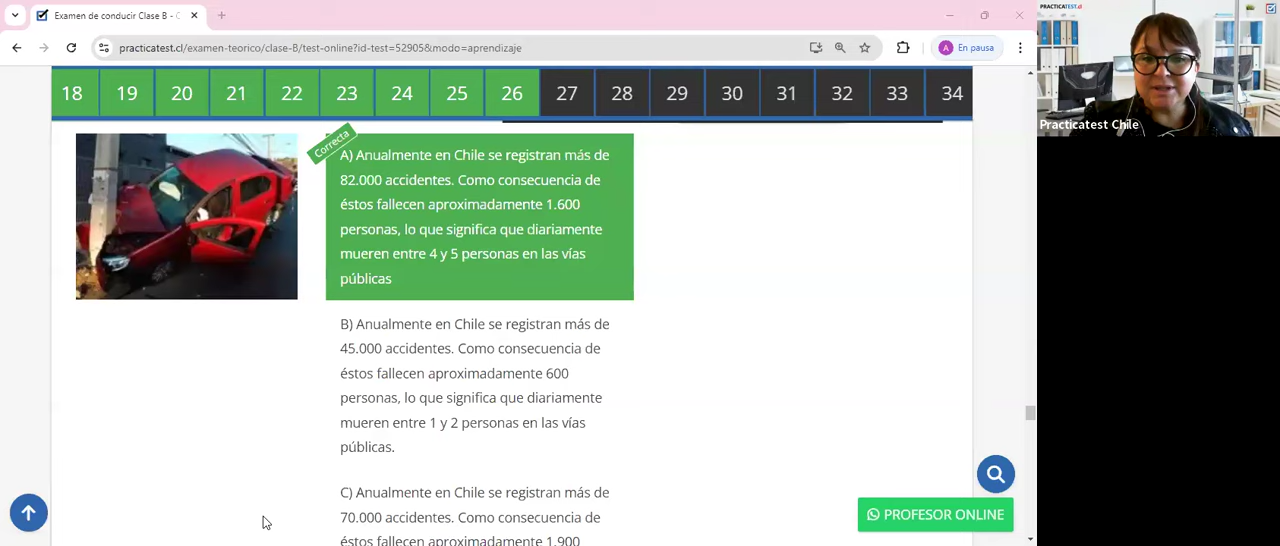 Examen de conducir Clase B - C
practicatest.cl/examen-teorico/clase-B/test-online?id-test=52905&modo=aprendizaje
A
En pausa
PRACTICATEST.cl
18 19 20 21 22 23 24 25 26 27 28 29 30 31 32 33 34
Practicatest Chile
Correcta
A) Anualmente en Chile se registran más de
82.000 accidentes. Como consecuencia de
éstos fallecen aproximadamente 1.600
personas, lo que significa que diariamente
mueren entre 4 y 5 personas en las vías
públicas
B) Anualmente en Chile se registran más de
45.000 accidentes. Como consecuencia de
éstos fallecen aproximadamente 600
personas, lo que significa que diariamente
mueren entre 1 y 2 personas en las vías
públicas.
C) Anualmente en Chile se registran más de
70.000 accidentes. Como consecuencia de
éstos fallecen aproximadamente 1.900
PROFESOR ONLINE